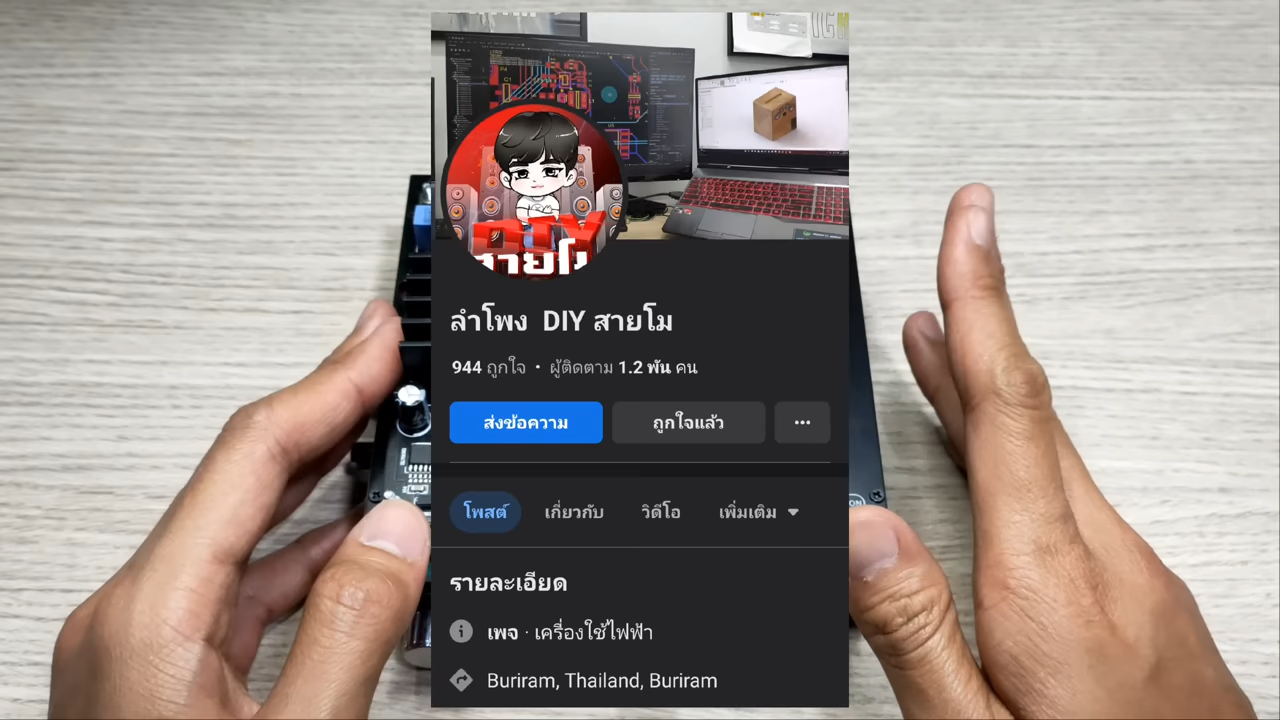 DIY
สายโม
ลำโพง DIY สายโม
944 ถูกใจ • ผู้ติดตาม 1.2 พัน คน
ส่งข้อความ
ถูกใจแล้ว
โพสต์
เกี่ยวกับ
วิดีโอ
เพิ่มเติม
รายละเอียด
เพจ · เครื่องใช้ไฟฟ้า
Buriram, Thailand, Buriram